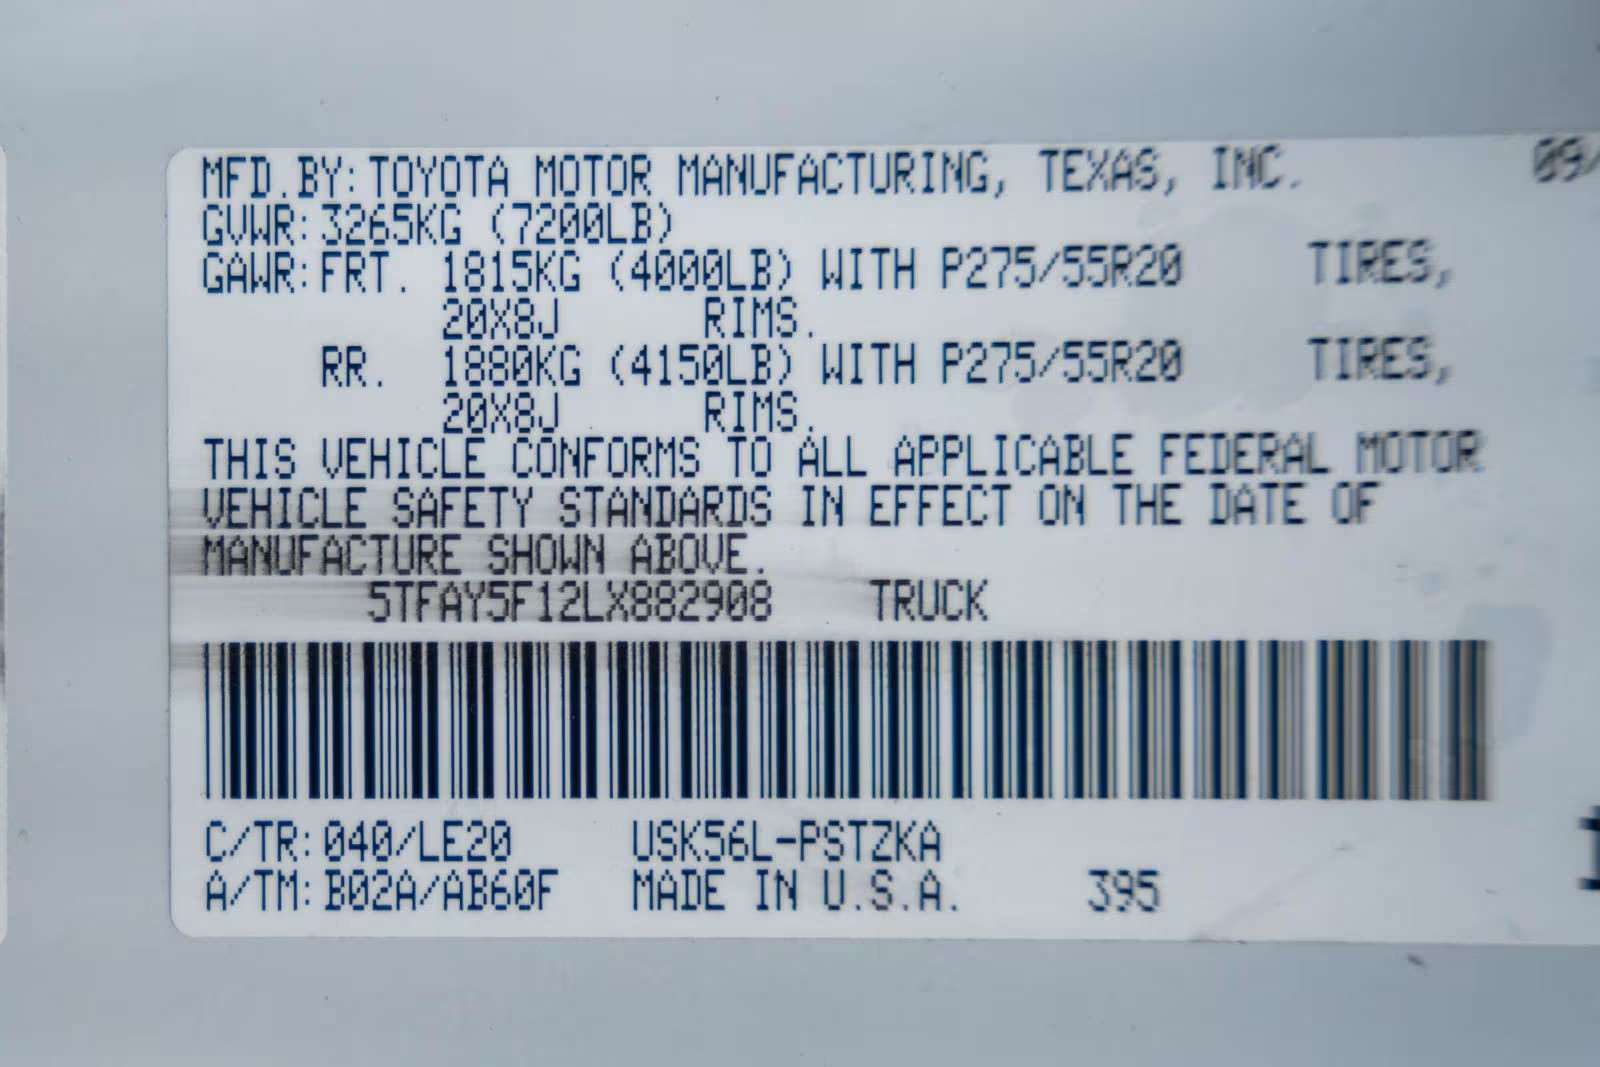 MFD.BY:TOYOTA MOTOR MANUFACTURING, TEXAS, INC. 09/
GVWR:3265KG (7200LB)
GAWR:FRT. 1815KG (4000LB) WITH P275/55R20 TIRES,
20X8J RIMS.
RR. 1880KG (4150LB) WITH P275/55R20 TIRES,
20X8J RIMS.
THIS VEHICLE CONFORMS TO ALL APPLICABLE FEDERAL MOTOR
VEHICLE SAFETY STANDARDS IN EFFECT ON THE DATE OF
MANUFACTURE SHOWN ABOVE.
5TFAY5F12LX882908 TRUCK
C/TR:040/LE20 USK56L-PSTZKA
A/TM:B02A/AB60F MADE IN U.S.A. 395